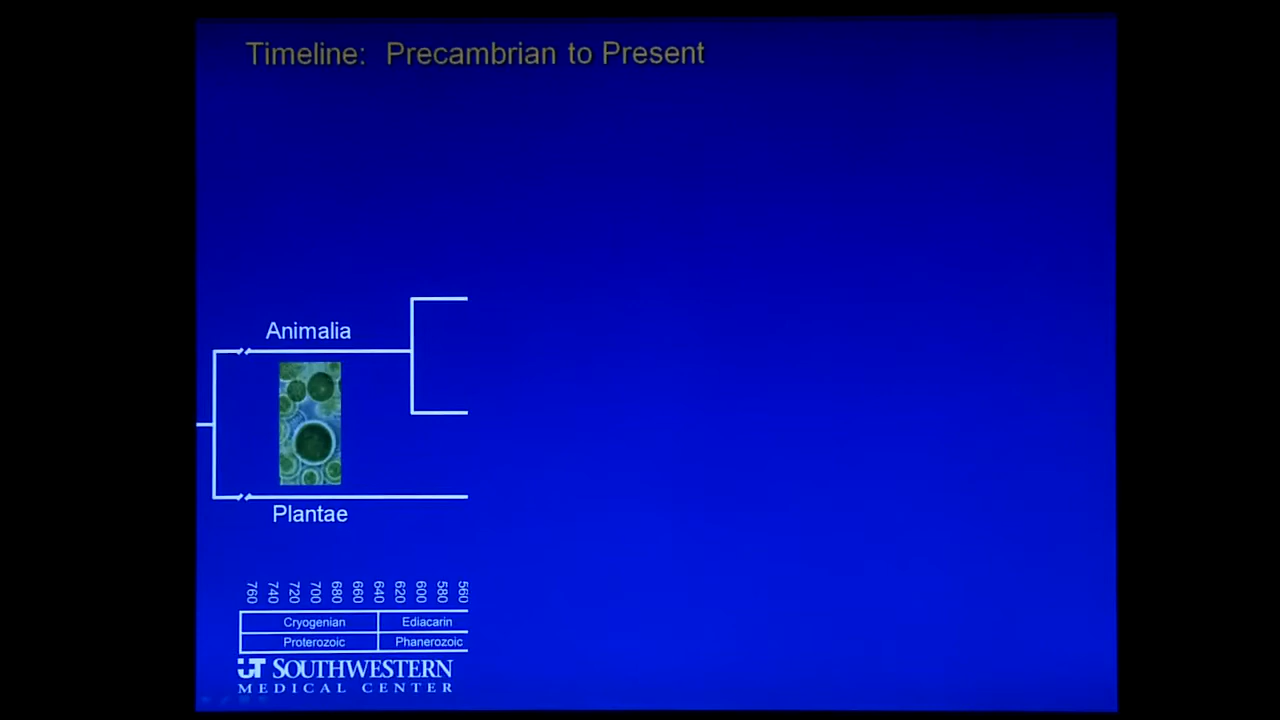 Timeline: Precambrian to Present
Animalia
Plantae
760 740 720 700 680 660 640 620 600 580 560
Cryogenian Ediacarin
Proterozoic Phanerozoic
UT SOUTHWESTERN
MEDICAL CENTER